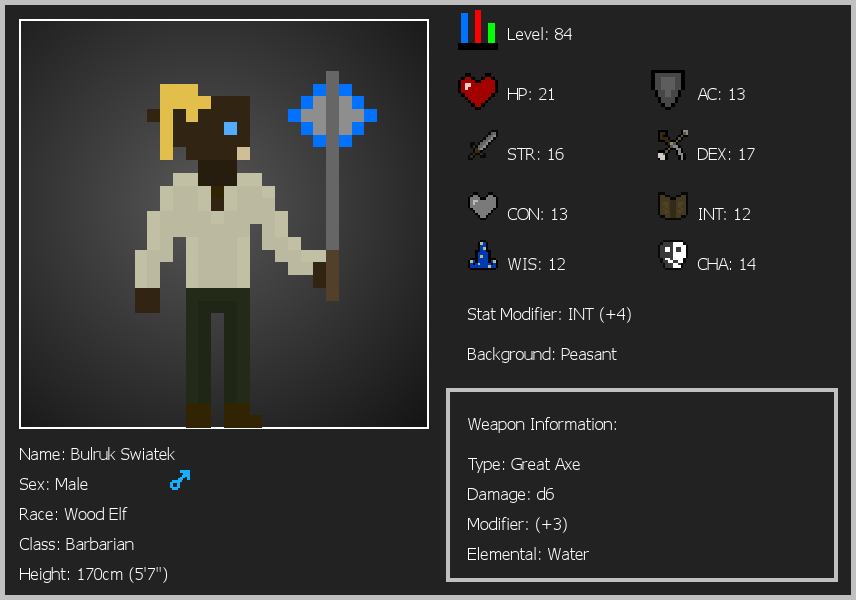 Level: 84
HP: 21
AC: 13
STR: 16
DEX: 17
CON: 13
INT: 12
WIS: 12
CHA: 14
Stat Modifier: INT (+4)
Background: Peasant
Weapon Information:
Type: Great Axe
Damage: d6
Modifier: (+3)
Elemental: Water
Name: Bulruk Swiatek
Sex: Male
Race: Wood Elf
Class: Barbarian
Height: 170cm (5'7")